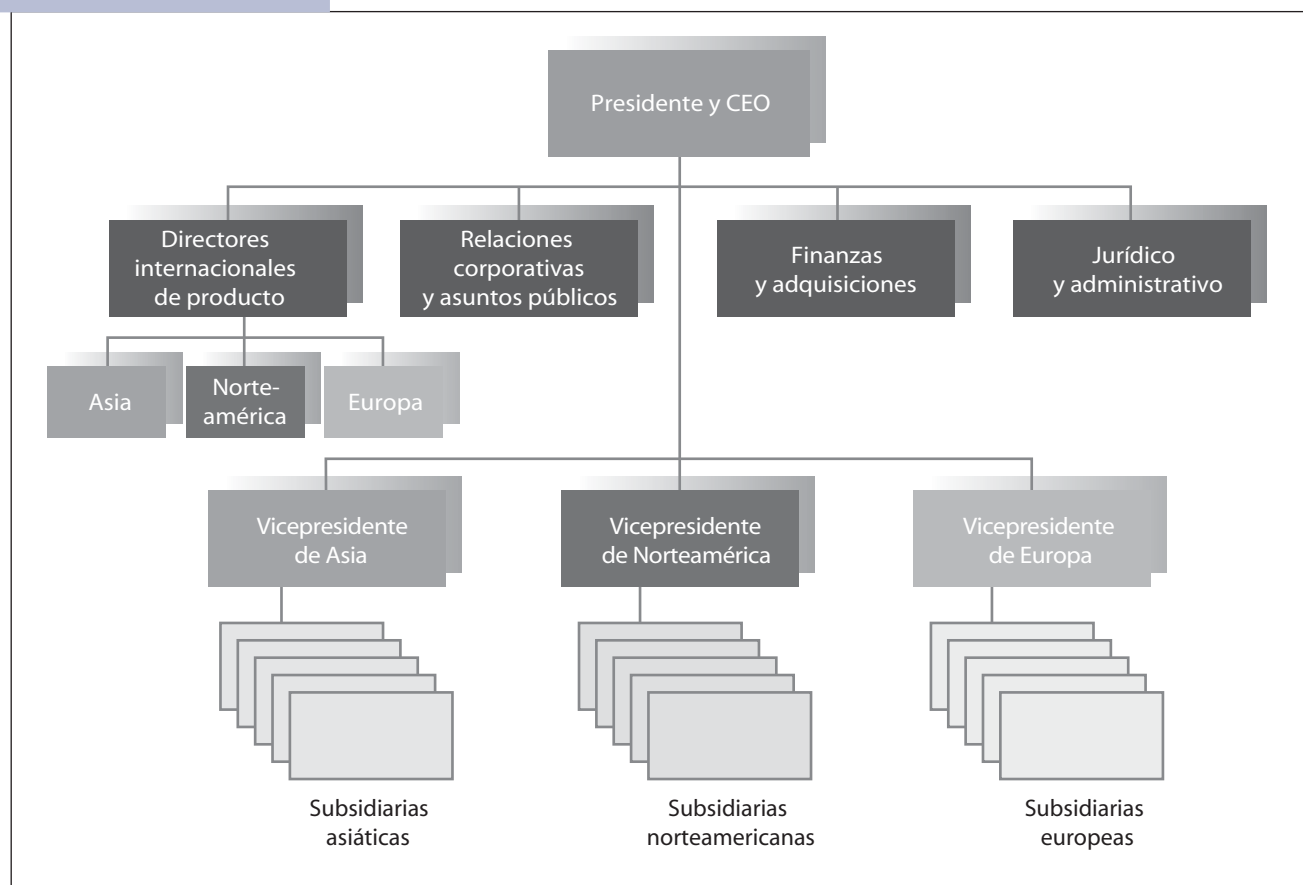 Presidente y CEO
Directores
internacionales
de producto
Relaciones
corporativas
y asuntos públicos
Finanzas
y adquisiciones
Jurídico
y administrativo
Asia
Norte-
américa
Europa
Vicepresidente
de Asia
Vicepresidente
de Norteamérica
Vicepresidente
de Europa
Subsidiarias
asiáticas
Subsidiarias
norteamericanas
Subsidiarias
europeas